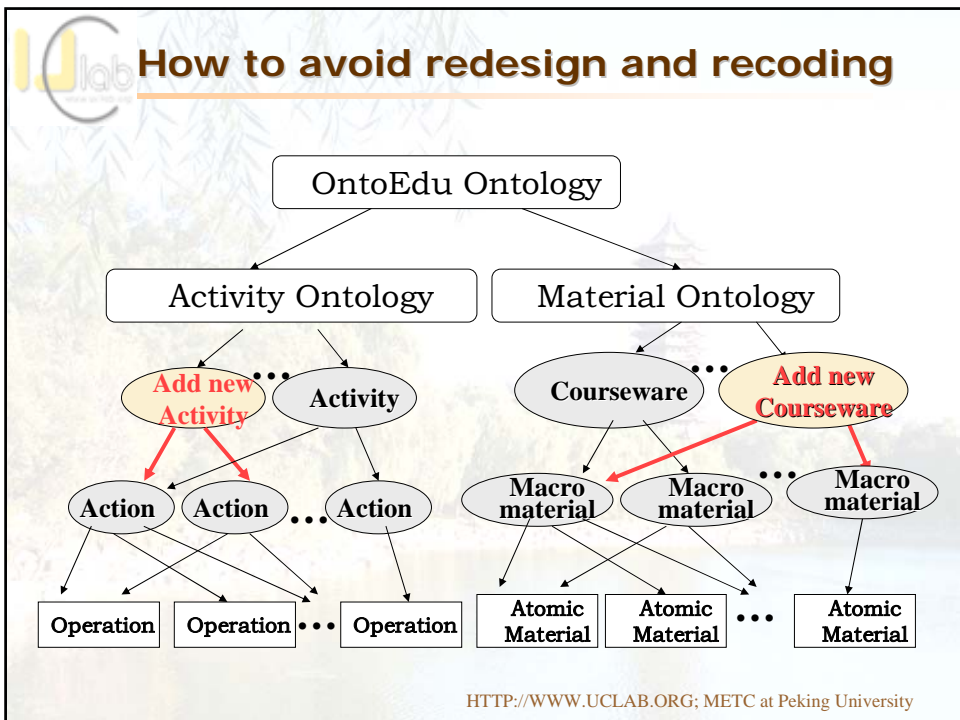 UClab
How to avoid redesign and recoding
OntoEdu Ontology
Activity Ontology
Material Ontology
Add new
Activity
...
Activity
Courseware
...
Add new
Courseware
Action
Action
...
Action
Macro
material
Macro
material
...
Macro
material
Operation
Operation
...
Operation
Atomic
Material
Atomic
Material
...
Atomic
Material
HTTP://WWW.UCLAB.ORG; METC at Peking University